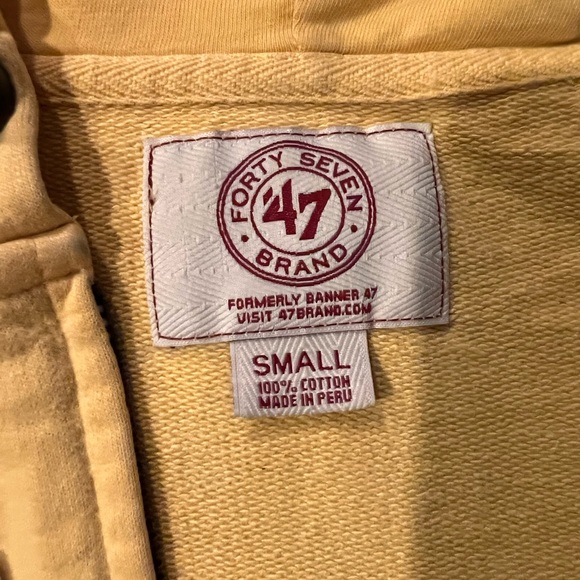 FORTY SEVEN
'47
BRAND
FORMERLY BANNER 47
VISIT 47BRAND.COM
SMALL
100% COTTON
MADE IN PERU